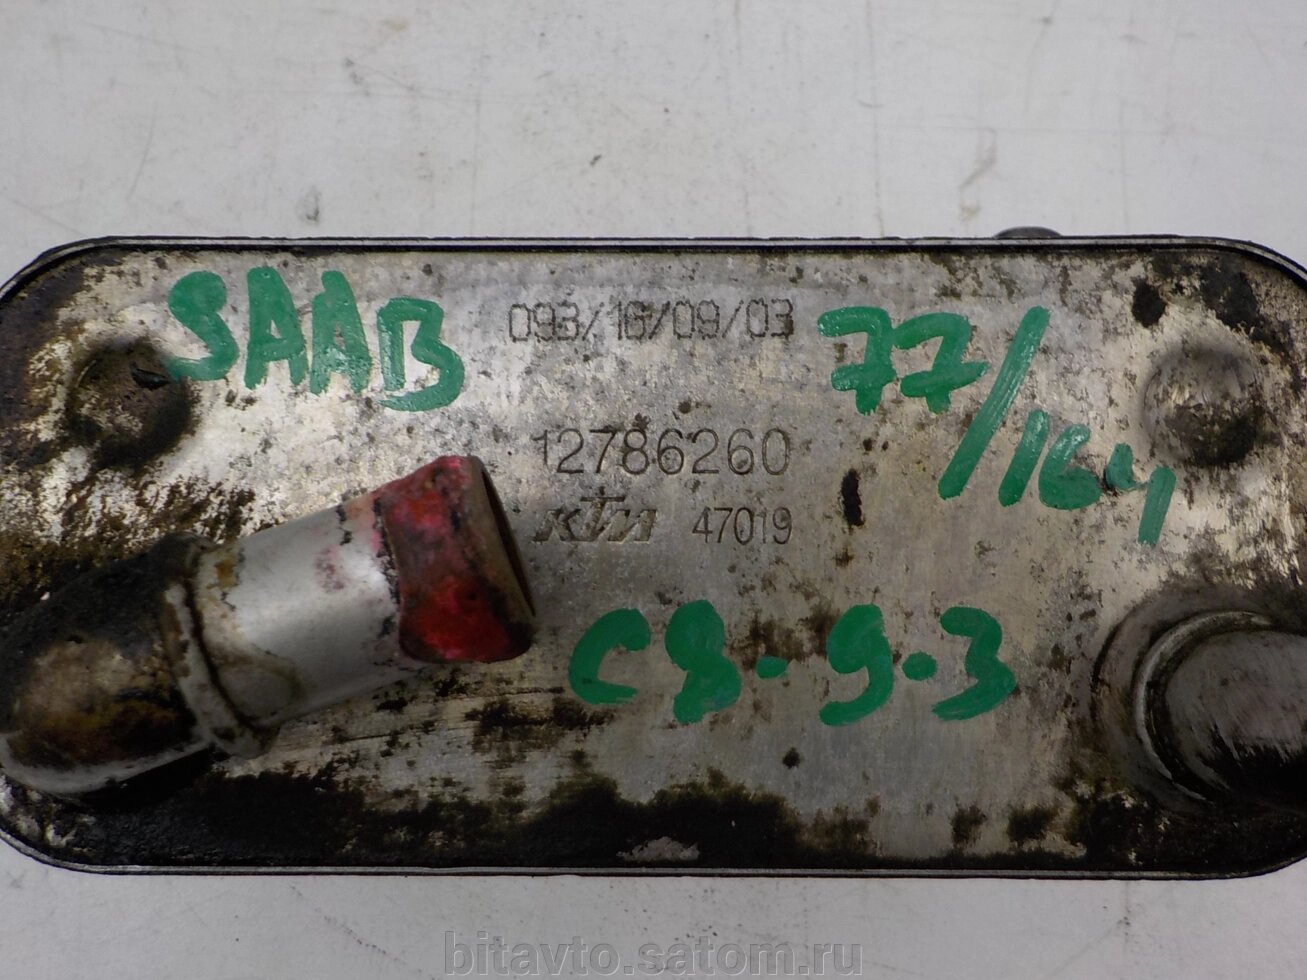 SAAB
093/16/09/03
77/164
12786260
KTM 47019
C8-9.3
bitavto.satom.ru